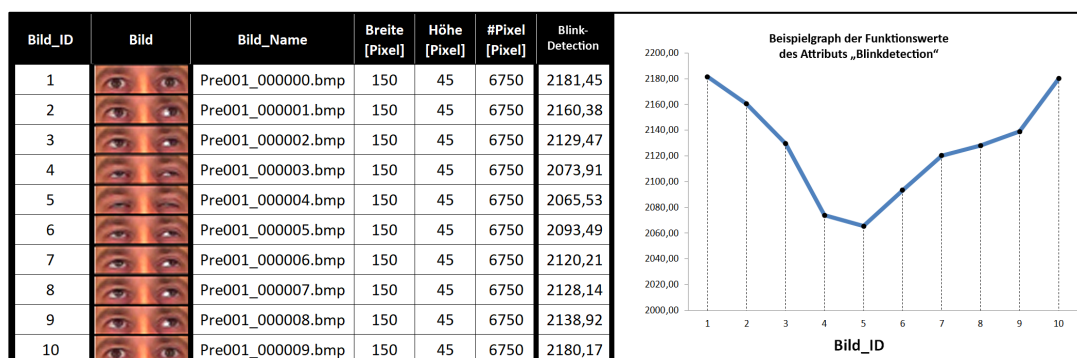 Bild_ID Bild Bild_Name Breite [Pixel] Höhe [Pixel] #Pixel [Pixel] Blink-Detection
1 Pre001_000000.bmp 150 45 6750 2181,45
2 Pre001_000001.bmp 150 45 6750 2160,38
3 Pre001_000002.bmp 150 45 6750 2129,47
4 Pre001_000003.bmp 150 45 6750 2073,91
5 Pre001_000004.bmp 150 45 6750 2065,53
6 Pre001_000005.bmp 150 45 6750 2093,49
7 Pre001_000006.bmp 150 45 6750 2120,21
8 Pre001_000007.bmp 150 45 6750 2128,14
9 Pre001_000008.bmp 150 45 6750 2138,92
10 Pre001_000009.bmp 150 45 6750 2180,17
Beispielgraph der Funktionswerte
des Attributs „Blinkdetection“
2200,00
2180,00
2160,00
2140,00
2120,00
2100,00
2080,00
2060,00
2040,00
2020,00
2000,00
1 2 3 4 5 6 7 8 9 10
Bild_ID